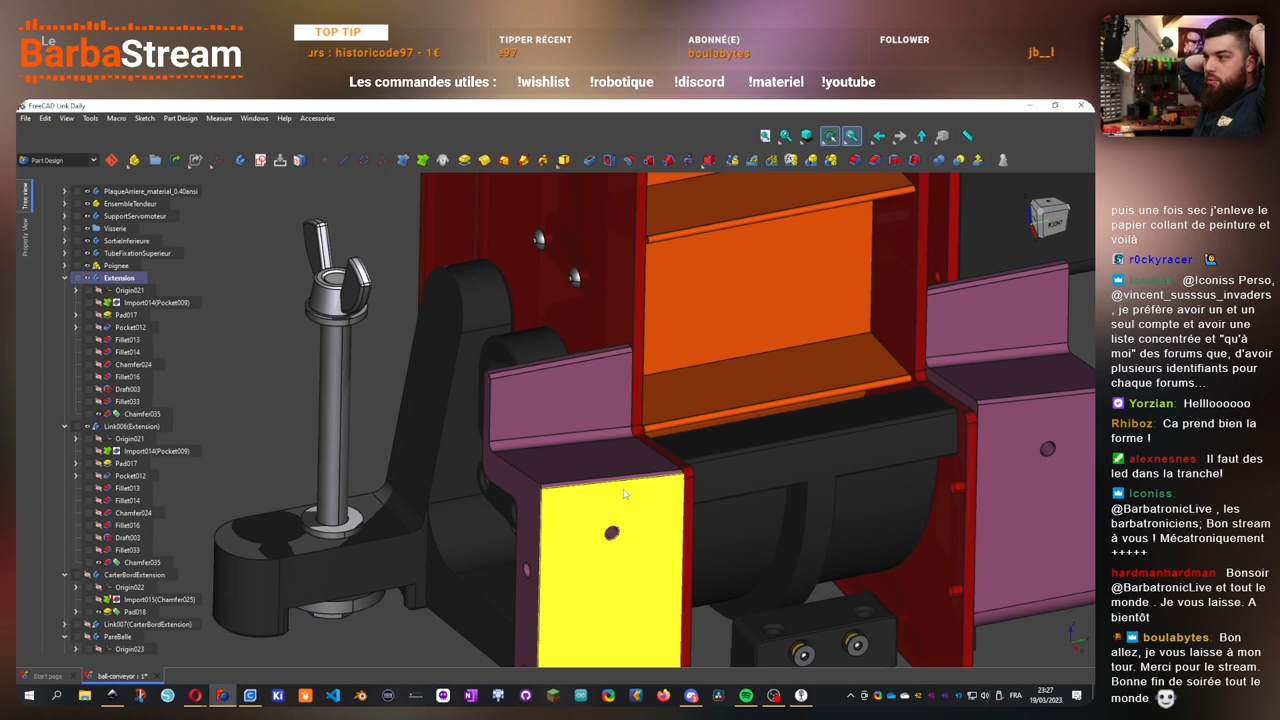 Le
BarbaStream
TOP TIP
urs : historicode97 - 1€
TIPPER RÉCENT
e97
ABONNÉ(E)
boulabytes
FOLLOWER
jb__l
Les commandes utiles : !wishlist !robotique !discord !materiel !youtube
FreeCAD Link Daily
File Edit View Tools Macro Sketch Part Design Measure Windows Help Accessories
Part Design
Tree view
Property View
PlaqueArriere_material_0.40ansi
EnsembleTendeur
SupportServomoteur
Visserie
SortieInferieure
TubeFixationSuperieur
Poignee
Extension
Origin021
Import014(Pocket009)
Pad017
Pocket012
Fillet013
Fillet014
Chamfer024
Fillet016
Draft003
Fillet033
Chamfer035
Link006(Extension)
Origin021
Import014(Pocket009)
Pad017
Pocket012
Fillet013
Fillet014
Chamfer024
Fillet016
Draft003
Fillet033
Chamfer035
CarterBordExtension
Origin022
Import015(Chamfer025)
Pad018
Link007(CarterBordExtension)
PareBalle
Origin023
Start page
ball-conveyor : 1*
puis une fois sec j'enleve le
papier collant de peinture et
voilà
r0ckyracer
Iconiss: @Iconiss Perso,
@vincent_susssus_invaders
, je préfère avoir un et un
seul compte et avoir une
liste concentrée et "qu'à
moi" des forums que, d'avoir
plusieurs identifiants pour
chaque forums...
Yorzian: Hellloooooo
Rhiboz: Ca prend bien la
forme !
alexnesnes: Il faut des
led dans la tranche!
Iconiss:
@BarbatronicLive , les
barbatroniciens; Bon stream
à vous ! Mécatroniquement
+++++
hardmanhardman: Bonsoir
@BarbatronicLive et tout le
monde . Je vous laisse. A
bientôt
boulabytes: Bon
allez, je vous laisse à mon
tour. Merci pour le stream.
Bonne fin de soirée tout le
monde
FRA
23:27
19/03/2023